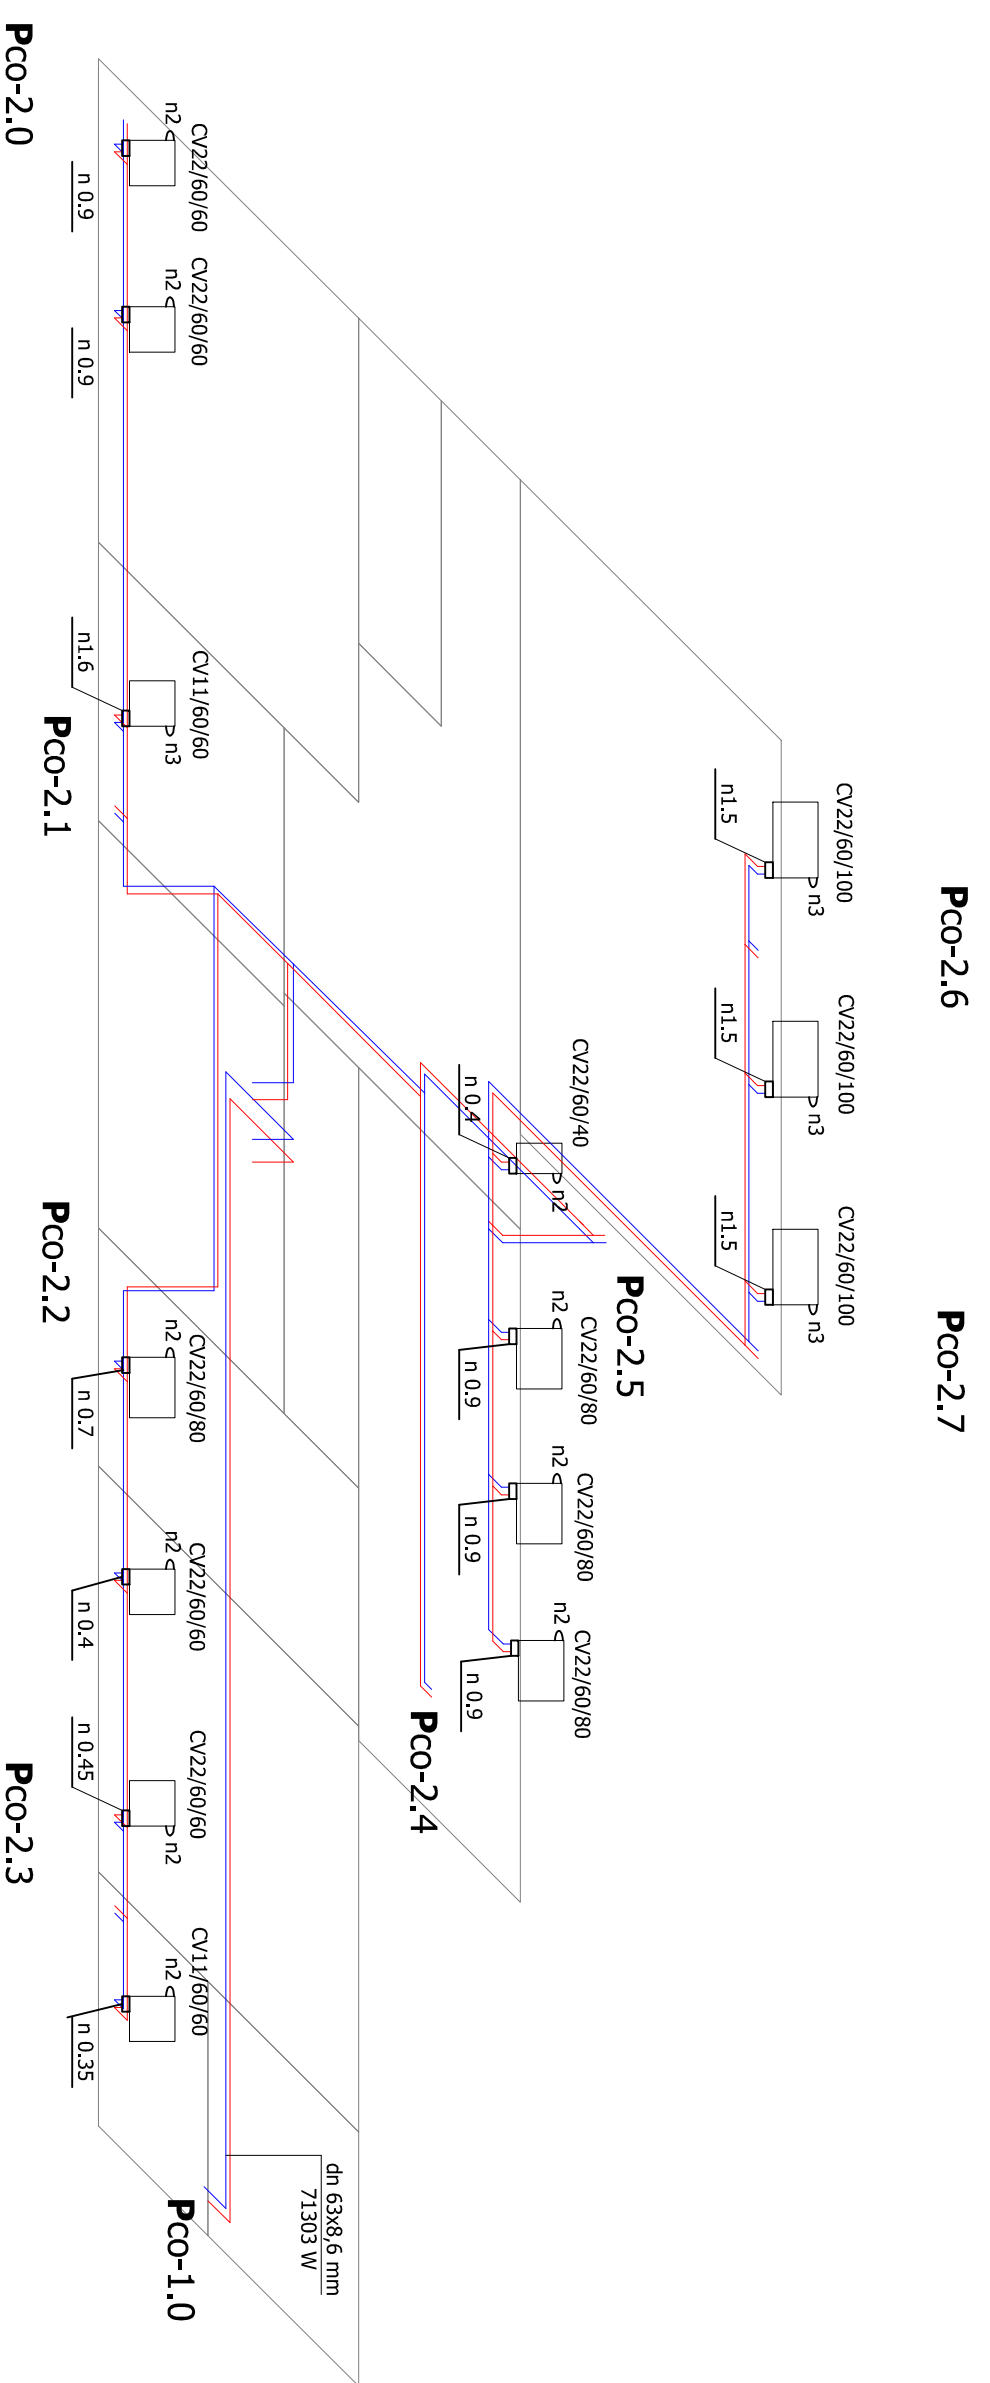 Pco-2.6
Pco-2.7
CV22/60/100
n3
n1.5
CV22/60/100
n3
n1.5
CV22/60/100
n3
n1.5
CV22/60/40
n2
n 0.4
Pco-2.5
CV22/60/80
n2
n 0.9
CV22/60/80
n2
n 0.9
CV22/60/80
n2
n 0.9
Pco-2.4
dn 63x8,6 mm
71303 W
Pco-1.0
CV22/60/60
n2
n 0.9
CV22/60/60
n2
n 0.9
CV11/60/60
n3
n1.6
CV22/60/80
n2
n 0.7
CV22/60/60
n2
n 0.4
CV22/60/60
n2
n 0.45
CV11/60/60
n2
n 0.35
Pco-2.0
Pco-2.1
Pco-2.2
Pco-2.3